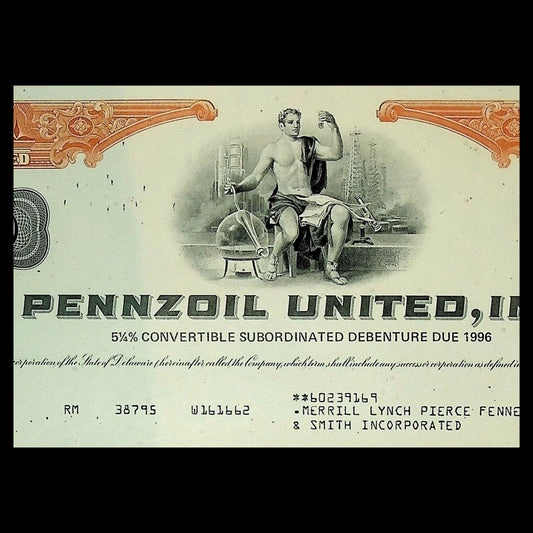 ED
PENNZOIL UNITED, IN
5¼% CONVERTIBLE SUBORDINATED DEBENTURE DUE 1996
orporation of the State of Delaware (hereinafter called the Company, which term shall include any successor corporation as defined in
**60239169
RM 38795 W161662 .MERRILL LYNCH PIERCE FENNE
& SMITH INCORPORATED